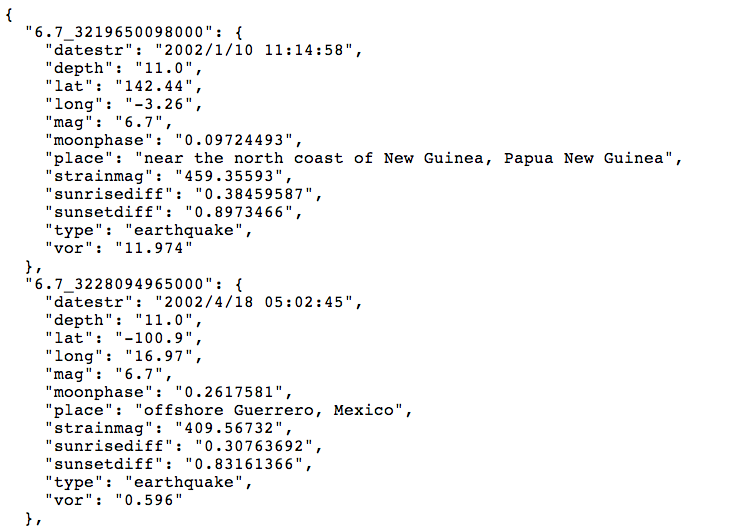 {
  "6.7_3219650098000": {
    "datestr": "2002/1/10 11:14:58",
    "depth": "11.0",
    "lat": "142.44",
    "long": "-3.26",
    "mag": "6.7",
    "moonphase": "0.09724493",
    "place": "near the north coast of New Guinea, Papua New Guinea",
    "strainmag": "459.35593",
    "sunrisediff": "0.38459587",
    "sunsetdiff": "0.8973466",
    "type": "earthquake",
    "vor": "11.974"
  },
  "6.7_3228094965000": {
    "datestr": "2002/4/18 05:02:45",
    "depth": "11.0",
    "lat": "-100.9",
    "long": "16.97",
    "mag": "6.7",
    "moonphase": "0.2617581",
    "place": "offshore Guerrero, Mexico",
    "strainmag": "409.56732",
    "sunrisediff": "0.30763692",
    "sunsetdiff": "0.83161366",
    "type": "earthquake",
    "vor": "0.596"
  },